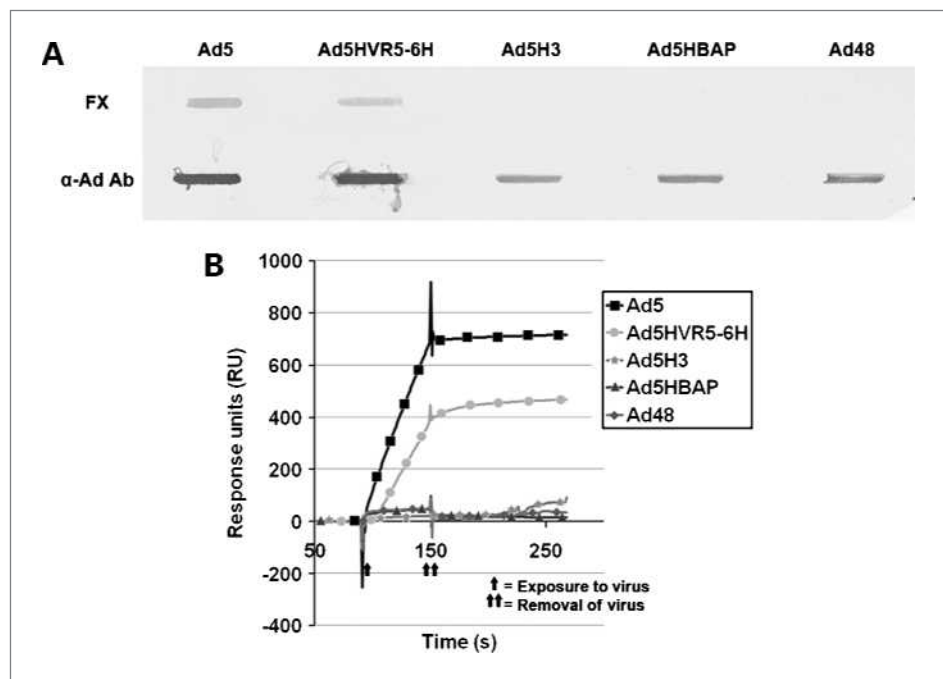 A
Ad5 Ad5HVR5-6H Ad5H3 Ad5HBAP Ad48
FX
α-Ad Ab
B
1000
800
600
400
200
0
-200
-400
50 150 250
Response units (RU)
Time (s)
Ad5
Ad5HVR5-6H
Ad5H3
Ad5HBAP
Ad48
= Exposure to virus
= Removal of virus